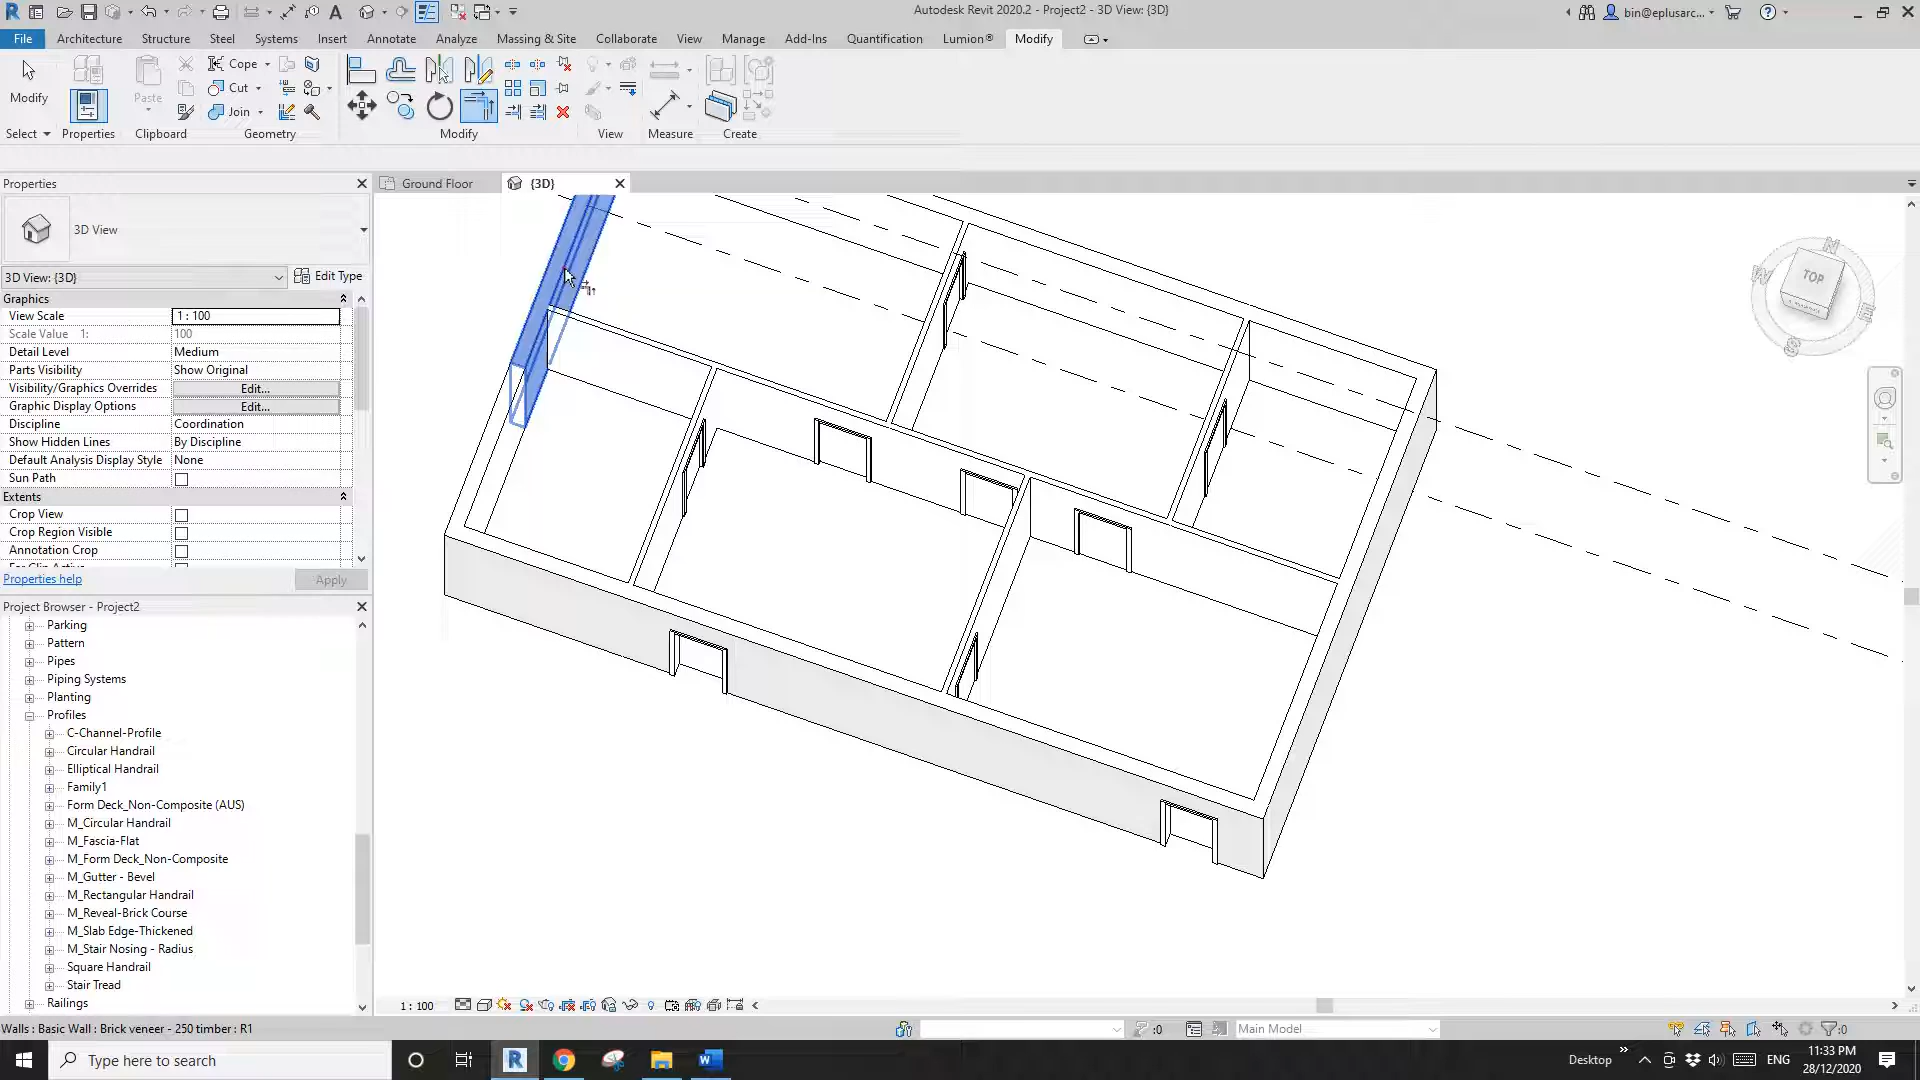 Autodesk Revit 2020.2 - Project2 - 3D View: {3D}
bin@eplusarc...
File Architecture Structure Steel Systems Insert Annotate Analyze Massing & Site Collaborate View Manage Add-Ins Quantification Lumion® Modify
Cope
Cut
Join
Modify
Paste
Select Properties Clipboard Geometry Modify View Measure Create
Properties
Ground Floor
{3D}
3D View
3D View: {3D}
Edit Type
Graphics
View Scale 1 : 100
Scale Value 1: 100
Detail Level Medium
Parts Visibility Show Original
Visibility/Graphics Overrides Edit...
Graphic Display Options Edit...
Discipline Coordination
Show Hidden Lines By Discipline
Default Analysis Display Style None
Sun Path
Extents
Crop View
Crop Region Visible
Annotation Crop
Far Clip Active
Properties help
Apply
Project Browser - Project2
Parking
Pattern
Pipes
Piping Systems
Planting
Profiles
C-Channel-Profile
Circular Handrail
Elliptical Handrail
Family1
Form Deck_Non-Composite (AUS)
M_Circular Handrail
M_Fascia-Flat
M_Form Deck_Non-Composite
M_Gutter - Bevel
M_Rectangular Handrail
M_Reveal-Brick Course
M_Slab Edge-Thickened
M_Stair Nosing - Radius
Square Handrail
Stair Tread
Railings
N
W
TOP
E
S
1 : 100
Walls : Basic Wall : Brick veneer - 250 timber : R1
:0
Main Model
:0
Type here to search
Desktop
ENG
11:33 PM
28/12/2020